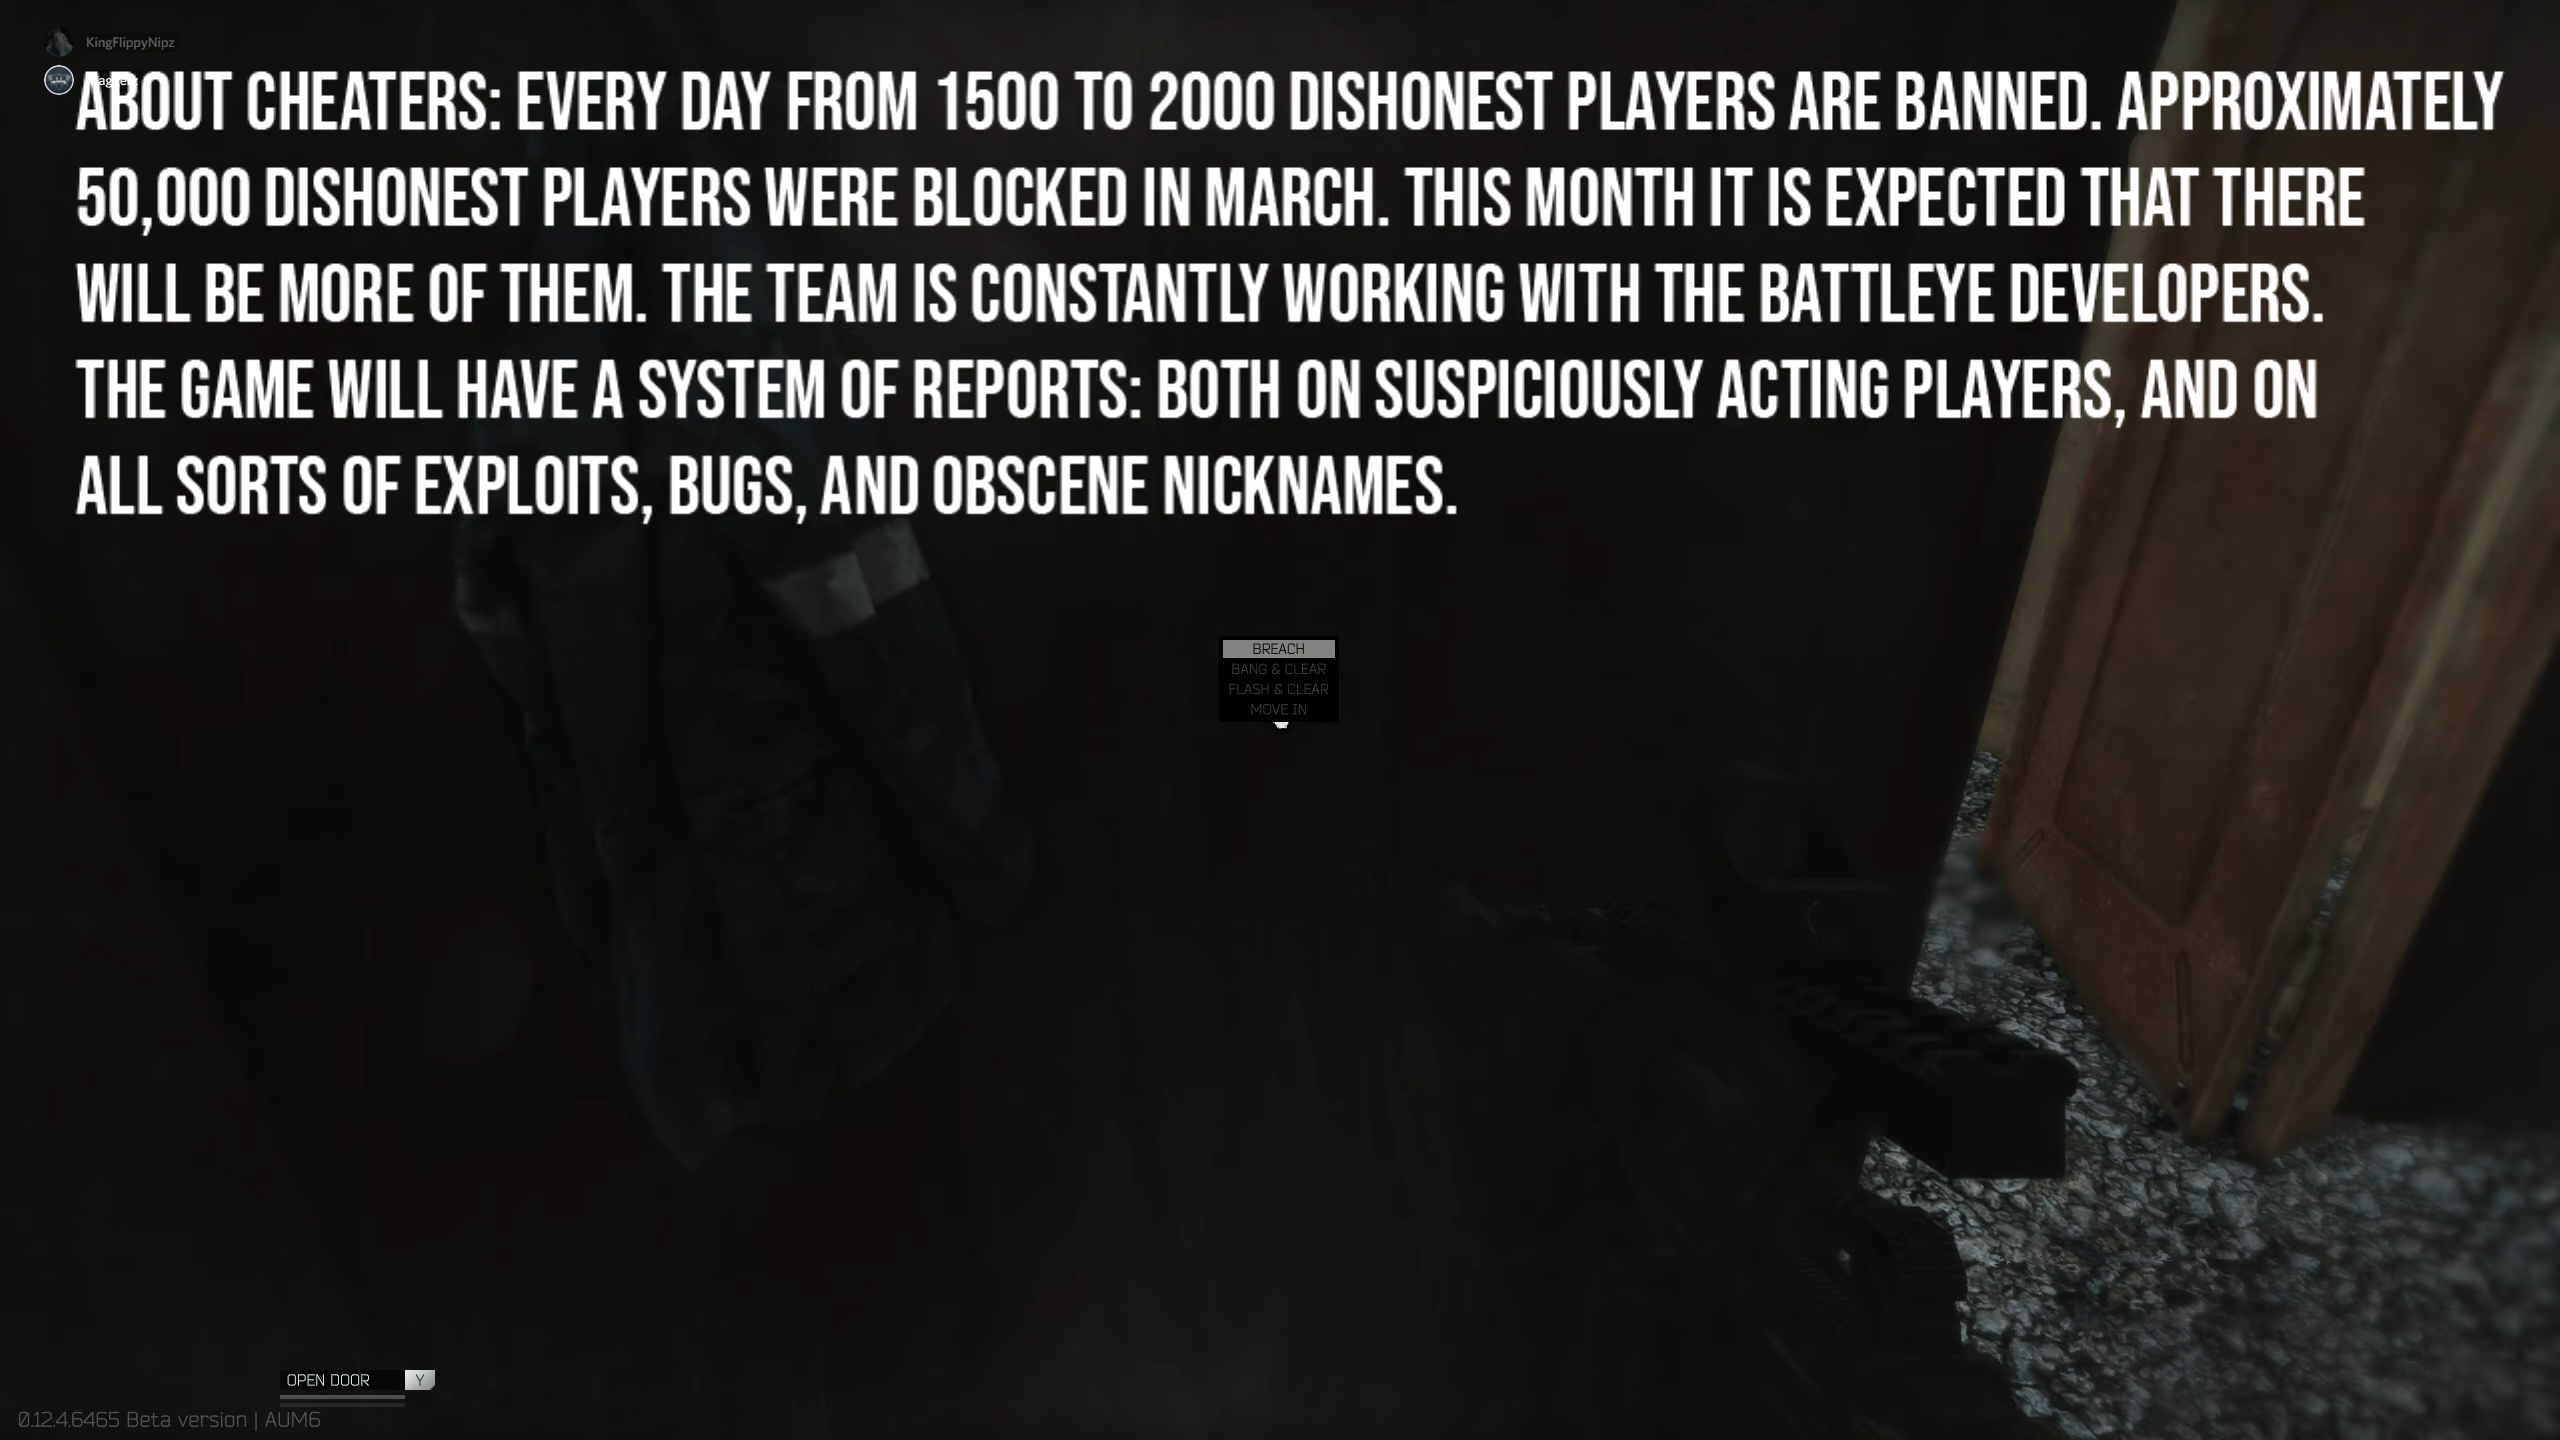 KingFlippyNipz
ABOUT CHEATERS: EVERY DAY FROM 1500 TO 2000 DISHONEST PLAYERS ARE BANNED. APPROXIMATELY
50,000 DISHONEST PLAYERS WERE BLOCKED IN MARCH. THIS MONTH IT IS EXPECTED THAT THERE
WILL BE MORE OF THEM. THE TEAM IS CONSTANTLY WORKING WITH THE BATTLEYE DEVELOPERS.
THE GAME WILL HAVE A SYSTEM OF REPORTS: BOTH ON SUSPICIOUSLY ACTING PLAYERS, AND ON
ALL SORTS OF EXPLOITS, BUGS, AND OBSCENE NICKNAMES.
BREACH
BANG & CLEAR
FLASH & CLEAR
MOVE IN
OPEN DOOR Y
0.12.4.6465 Beta version | AUM6